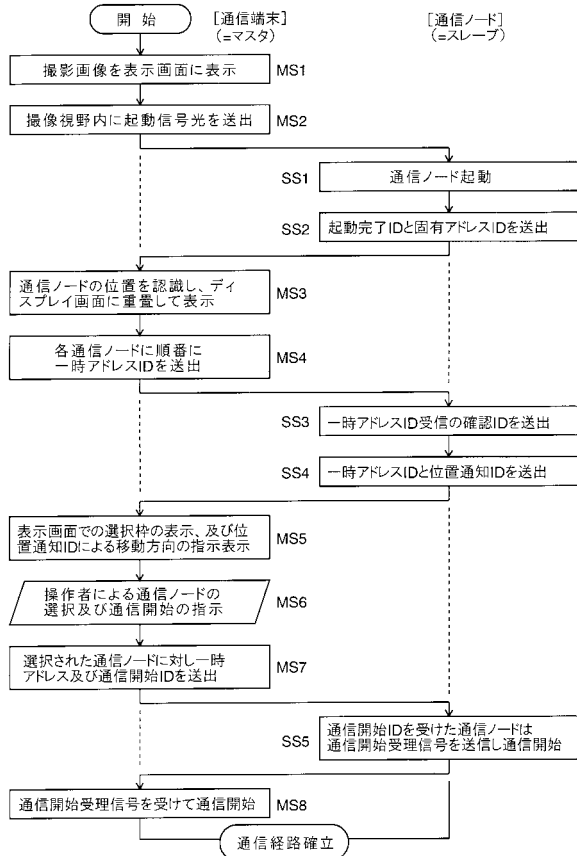 開 始
[通信端末]
(=マスタ)
[通信ノード]
(=スレーブ)
撮影画像を表示画面に表示
MS1
撮像視野内に起動信号光を送出
MS2
SS1
通信ノード起動
SS2
起動完了IDと固有アドレスIDを送出
通信ノードの位置を認識し、ディ
スプレイ画面に重畳して表示
MS3
各通信ノードに順番に
一時アドレスIDを送出
MS4
SS3
一時アドレスID受信の確認IDを送出
SS4
一時アドレスIDと位置通知IDを送出
表示画面での選択枠の表示、及び位
置通知IDによる移動方向の指示表示
MS5
操作者による通信ノードの
選択及び通信開始の指示
MS6
選択された通信ノードに対し一時
アドレス及び通信開始IDを送出
MS7
SS5
通信開始IDを受けた通信ノードは
通信開始受理信号を送信し通信開始
通信開始受理信号を受けて通信開始
MS8
通信経路確立